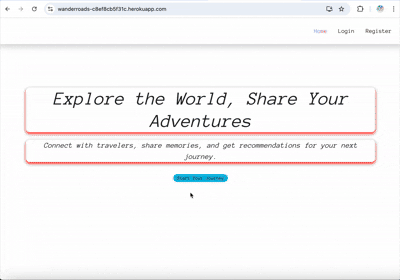 wanderroads-c8ef8cb5f31c.herokuapp.com
Home Login Register
Explore the World, Share Your
Adventures
Connect with travelers, share memories, and get recommendations for your next
journey.
Start Your Journey